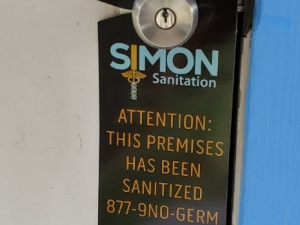 SIMON
Sanitation
ATTENTION:
THIS PREMISES
HAS BEEN
SANITIZED
877-9NO-GERM